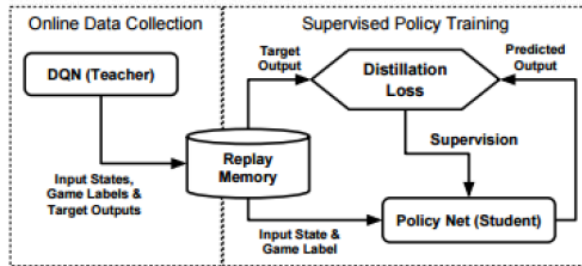 Online Data Collection
Supervised Policy Training
DQN (Teacher)
Target
Output
Distillation
Loss
Predicted
Output
Supervision
Replay
Memory
Input States,
Game Labels &
Target Outputs
Input State &
Game Label
Policy Net (Student)